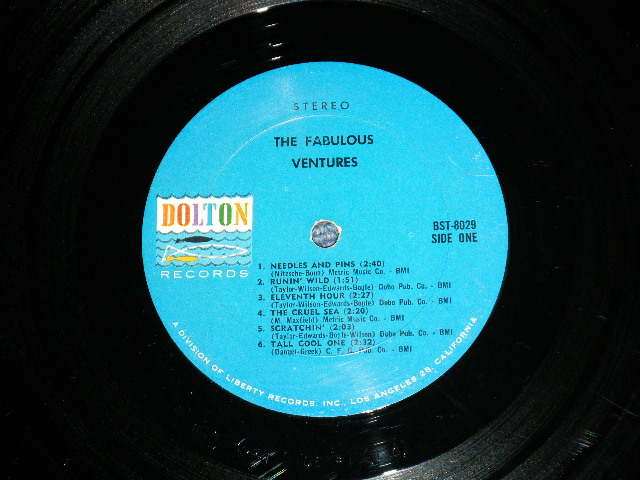 STEREO
THE FABULOUS
VENTURES
DOLTON
RECORDS
BST-8029
SIDE ONE
1. NEEDLES AND PINS (2:40)
(Nitzsche-Bono) Metric Music Co. - BMI
2. RUNIN' WILD (1:51)
(Taylor-Wilson-Edwards-Bogle) Dobo Pub. Co. - BMI
3. ELEVENTH HOUR (2:27)
(Taylor-Wilson-Edwards-Bogle) Dobo Pub. Co. - BMI
4. THE CRUEL SEA (2:20)
(M. Maxfield) Metric Music Co. - BMI
5. SCRATCHIN' (2:03)
(Taylor-Edwards-Bogle-Wilson) Dobo Pub. Co. - BMI
6. TALL COOL ONE (2:32)
C. F. G. Pub. Co. - BMI
A DIVISION OF LIBERTY RECORDS, INC., LOS ANGELES 28, CALIFORNIA